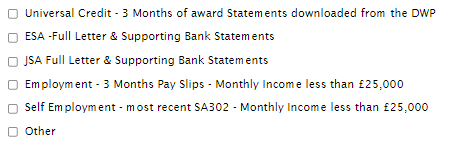 Universal Credit - 3 Months of award Statements downloaded from the DWP
ESA -Full Letter & Supporting Bank Statements
JSA Full Letter & Supporting Bank Statements
Employment - 3 Months Pay Slips - Monthly Income less than £25,000
Self Employment - most recent SA302 - Monthly Income less than £25,000
Other